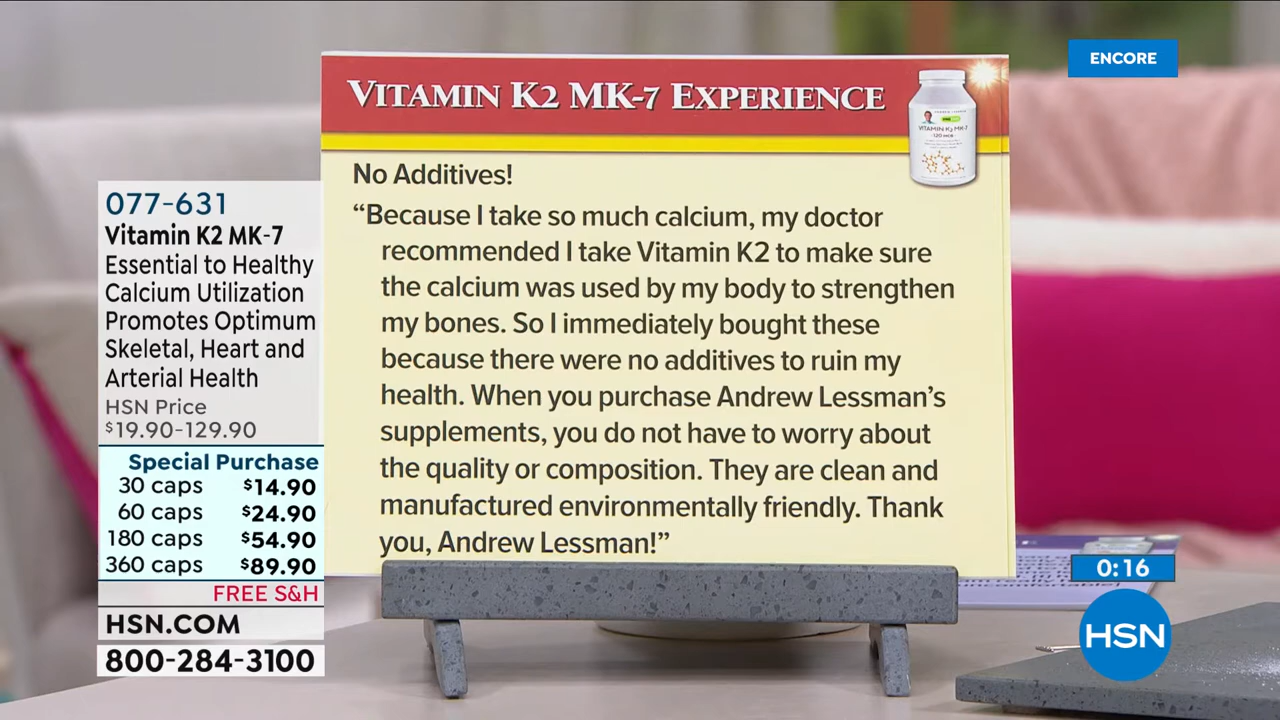 ENCORE
VITAMIN K2 MK-7 EXPERIENCE
VITAMIN K2 MK-7
120 MCG
No Additives!
“Because I take so much calcium, my doctor
recommended I take Vitamin K2 to make sure
the calcium was used by my body to strengthen
my bones. So I immediately bought these
because there were no additives to ruin my
health. When you purchase Andrew Lessman’s
supplements, you do not have to worry about
the quality or composition. They are clean and
manufactured environmentally friendly. Thank
you, Andrew Lessman!”
077-631
Vitamin K2 MK-7
Essential to Healthy
Calcium Utilization
Promotes Optimum
Skeletal, Heart and
Arterial Health
HSN Price
$19.90-129.90
Special Purchase
30 caps $14.90
60 caps $24.90
180 caps $54.90
360 caps $89.90
FREE S&H
HSN.COM
800-284-3100
0:16
HSN